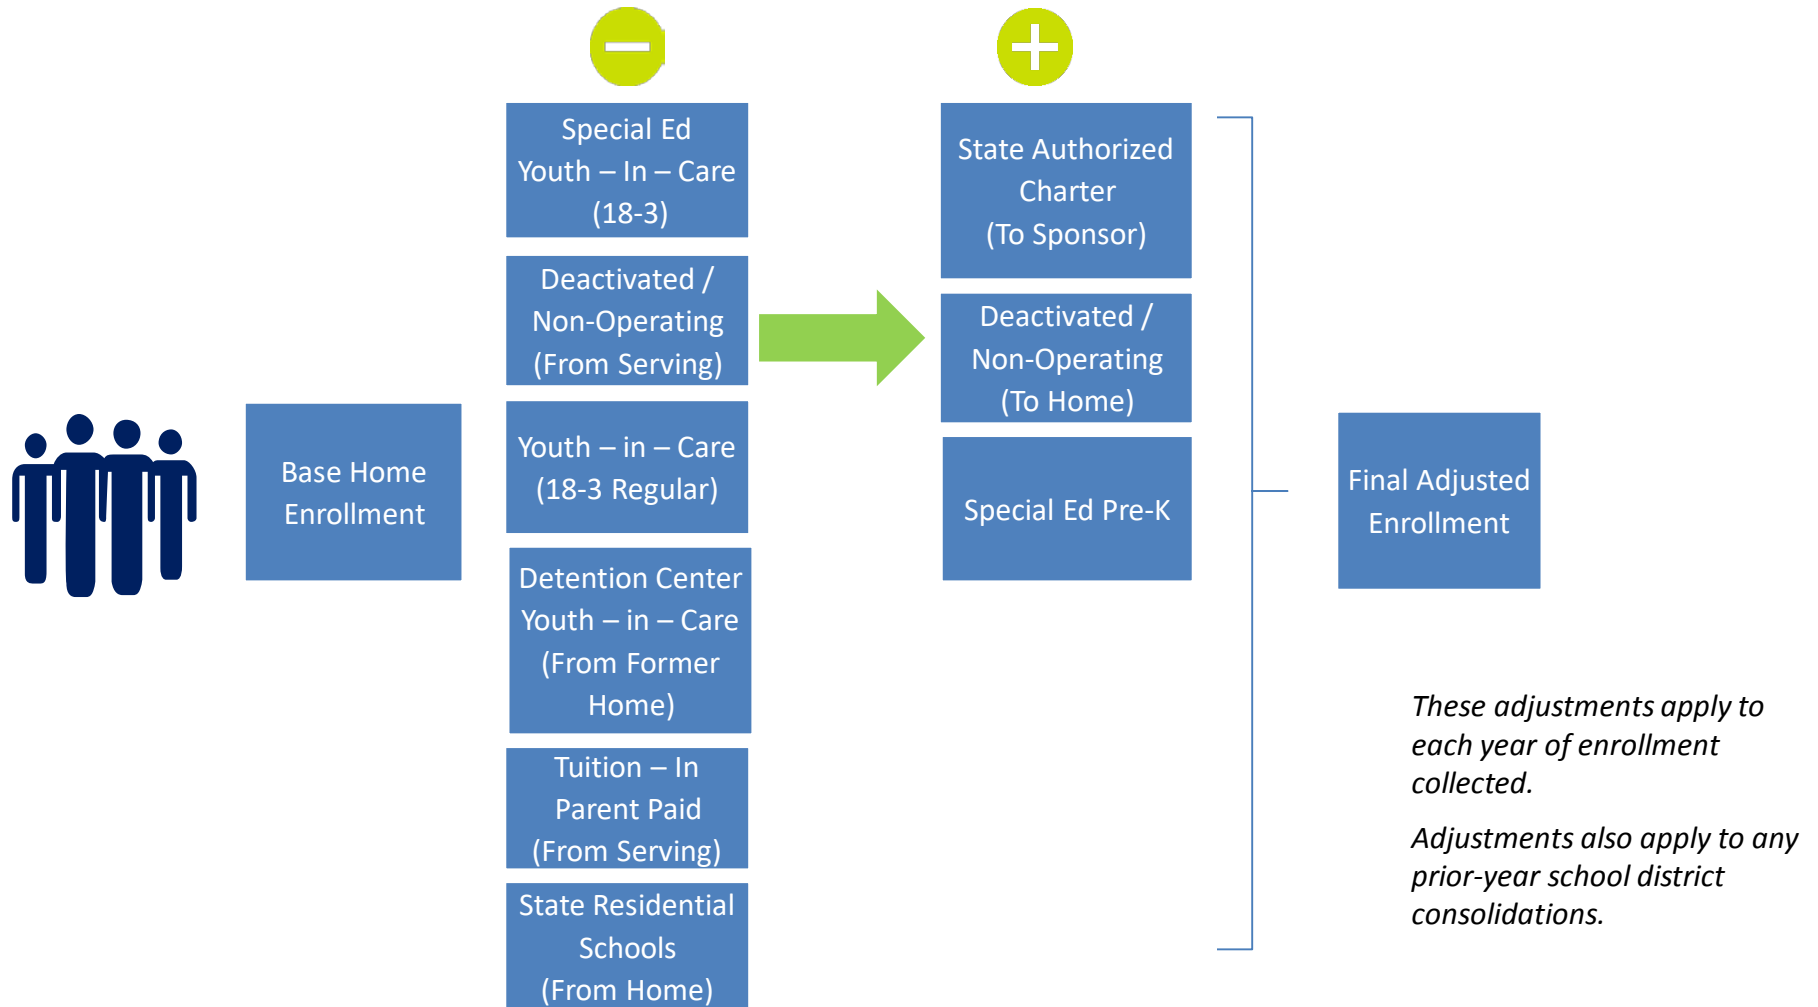 Base Home
Enrollment
Special Ed
Youth – In – Care
(18-3)
Deactivated /
Non-Operating
(From Serving)
Youth – in – Care
(18-3 Regular)
Detention Center
Youth – in – Care
(From Former
Home)
Tuition – In
Parent Paid
(From Serving)
State Residential
Schools
(From Home)
State Authorized
Charter
(To Sponsor)
Deactivated /
Non-Operating
(To Home)
Special Ed Pre-K
Final Adjusted
Enrollment
These adjustments apply to
each year of enrollment
collected.
Adjustments also apply to any
prior-year school district
consolidations.